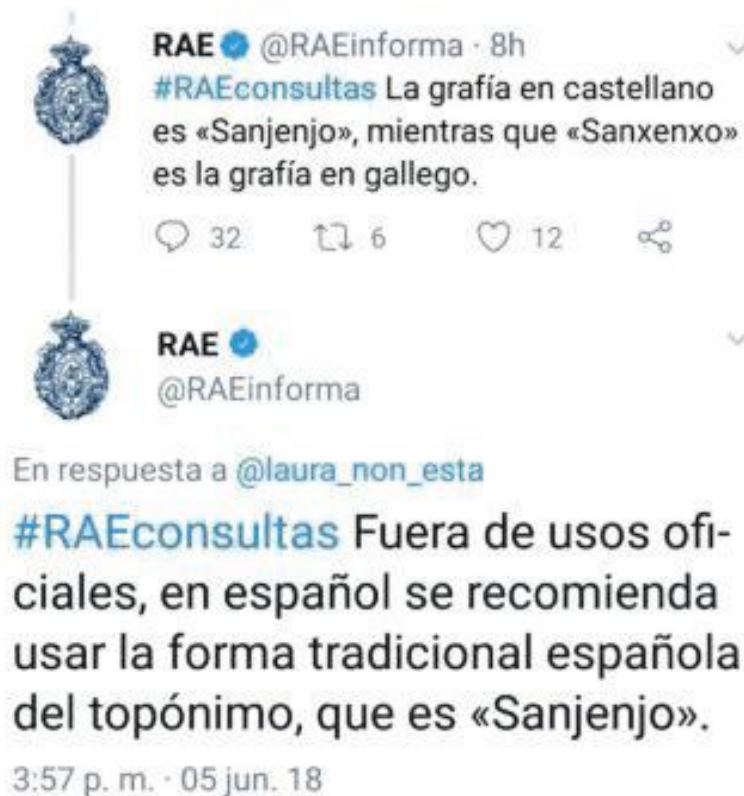 RAE @RAEinforma · 8h
#RAEconsultas La grafía en castellano
es «Sanjenjo», mientras que «Sanxenxo»
es la grafía en gallego.
32 6 12
RAE
@RAEinforma
En respuesta a @laura_non_esta
#RAEconsultas Fuera de usos ofi-
ciales, en español se recomienda
usar la forma tradicional española
del topónimo, que es «Sanjenjo».
3:57 p. m. · 05 jun. 18